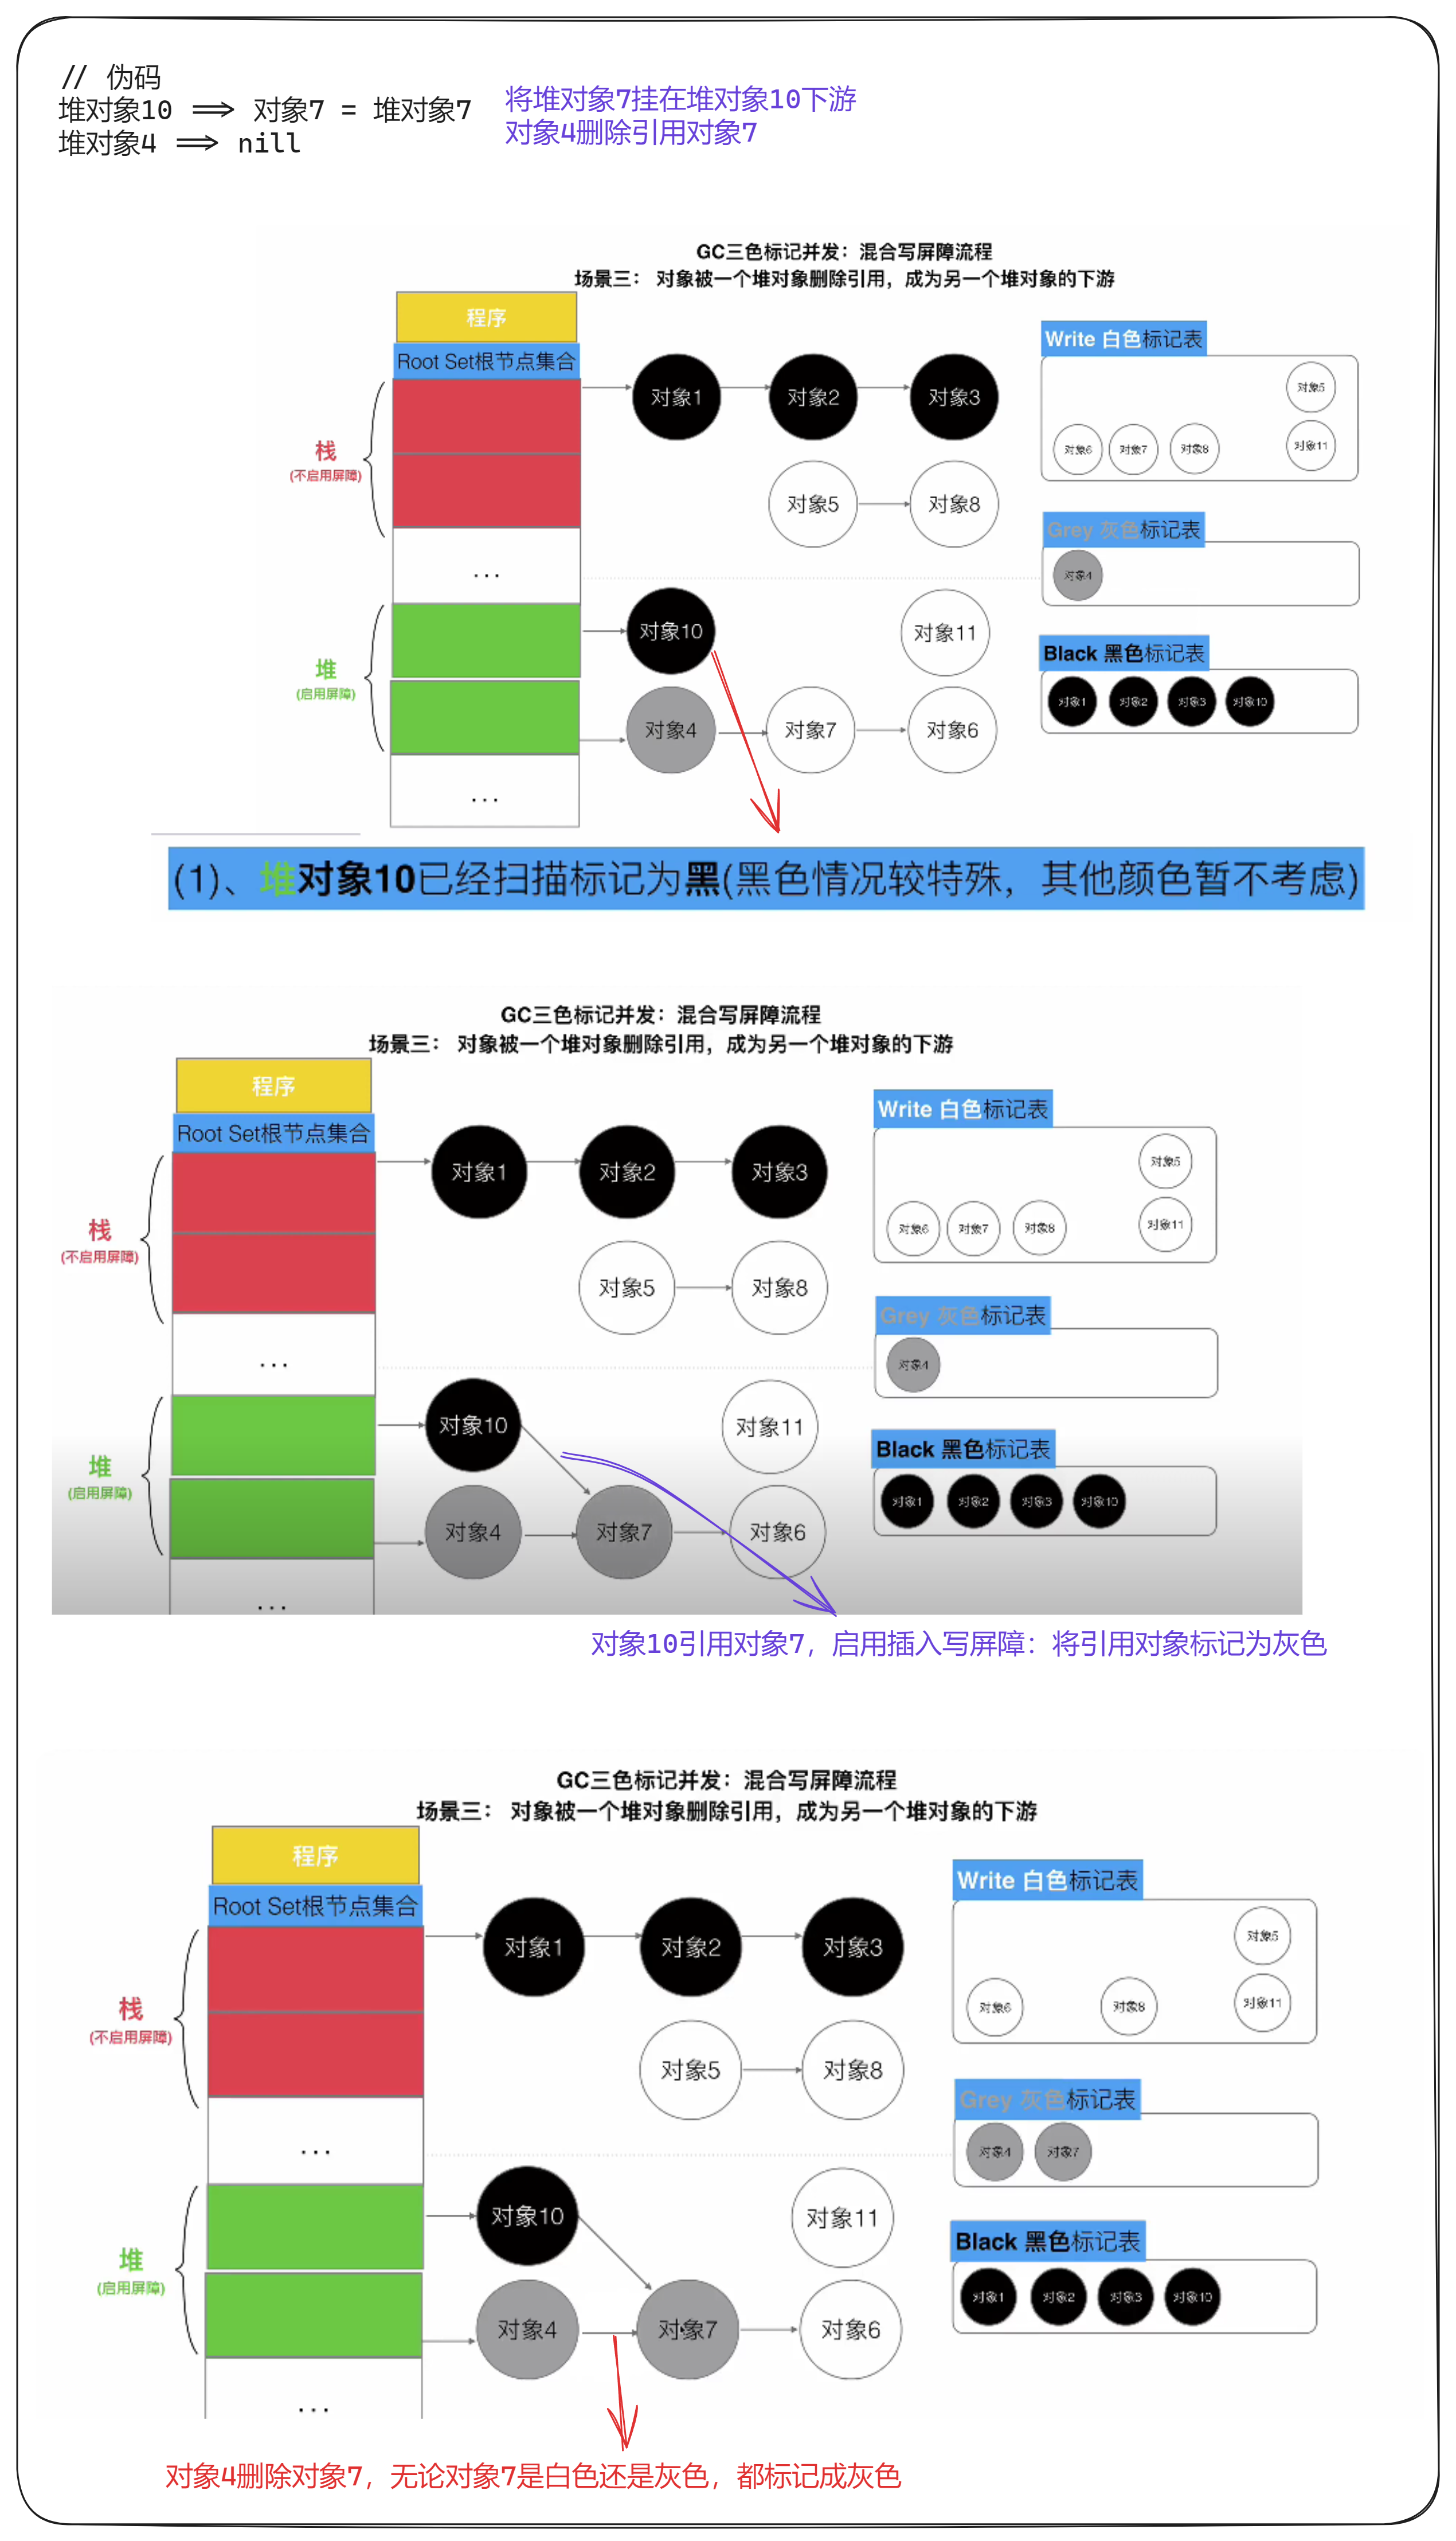 // 伪码
堆对象10 ⟹ 对象7 = 堆对象7
堆对象4 ⟹ nill
将堆对象7挂在堆对象10下游
对象4删除引用对象7
GC三色标记并发：混合写屏障流程
场景三： 对象被一个堆对象删除引用，成为另一个堆对象的下游
程序
Root Set根节点集合
Write 白色标记表
对象1
对象2
对象3
对象5
栈
(不启用屏障)
对象6
对象7
对象8
对象11
对象5
对象8
Grey 灰色标记表
...
对象4
对象10
对象11
Black 黑色标记表
堆
(启用屏障)
对象1
对象2
对象3
对象10
对象4
对象7
对象6
...
(1)、堆对象10已经扫描标记为黑(黑色情况较特殊，其他颜色暂不考虑)
GC三色标记并发：混合写屏障流程
场景三： 对象被一个堆对象删除引用，成为另一个堆对象的下游
程序
Write 白色标记表
Root Set根节点集合
对象1
对象2
对象3
对象5
栈
(不启用屏障)
对象6
对象7
对象8
对象11
对象5
对象8
Grey 灰色标记表
...
对象4
对象10
对象11
Black 黑色标记表
堆
(启用屏障)
对象1
对象2
对象3
对象10
对象4
对象7
对象6
...
对象10引用对象7，启用插入写屏障：将引用对象标记为灰色
GC三色标记并发：混合写屏障流程
场景三： 对象被一个堆对象删除引用，成为另一个堆对象的下游
程序
Write 白色标记表
Root Set根节点集合
对象1
对象2
对象3
对象5
栈
(不启用屏障)
对象6
对象8
对象11
对象5
对象8
Grey 灰色标记表
...
对象4
对象7
对象10
对象11
Black 黑色标记表
堆
(启用屏障)
对象1
对象2
对象3
对象10
对象4
对象7
对象6
...
对象4删除对象7，无论对象7是白色还是灰色，都标记成灰色